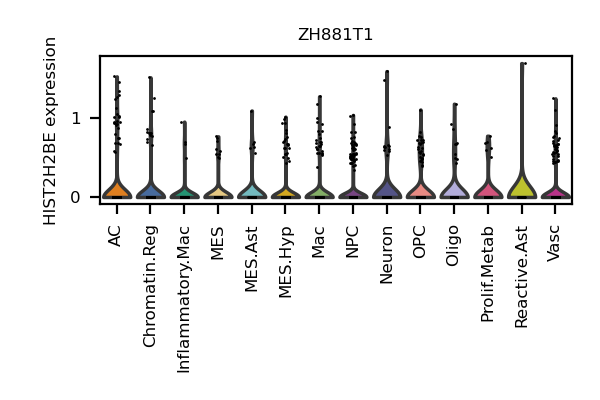 ZH881T1
HIST2H2BE expression
1
0
AC
Chromatin.Reg
Inflammatory.Mac
MES
MES.Ast
MES.Hyp
Mac
NPC
Neuron
OPC
Oligo
Prolif.Metab
Reactive.Ast
Vasc